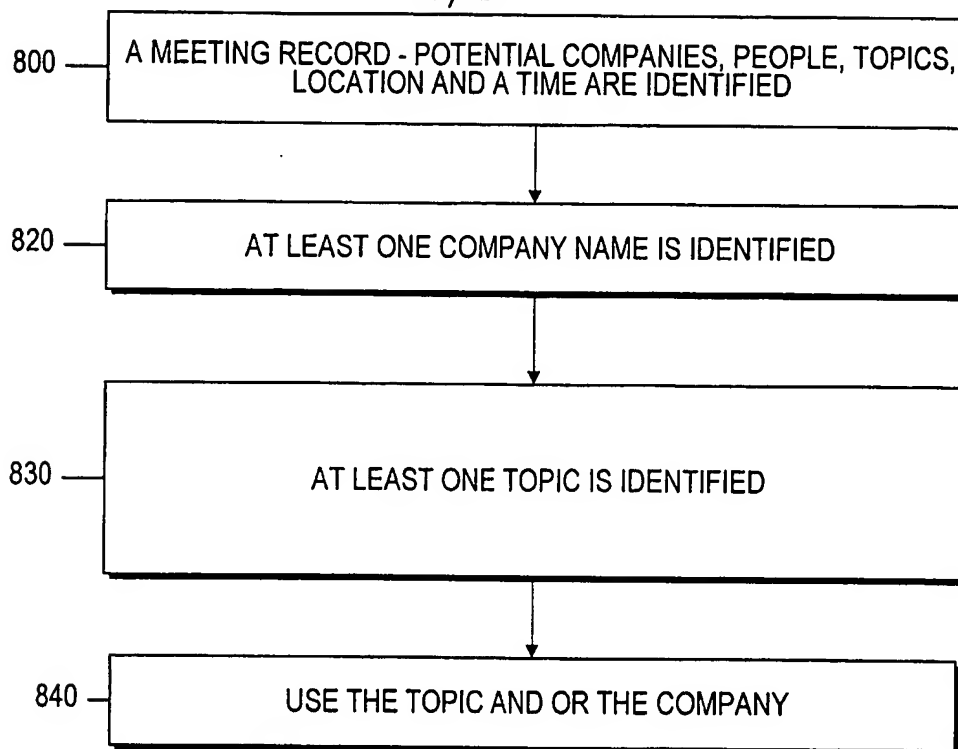 800
A MEETING RECORD - POTENTIAL COMPANIES, PEOPLE, TOPICS,
LOCATION AND A TIME ARE IDENTIFIED
820
AT LEAST ONE COMPANY NAME IS IDENTIFIED
830
AT LEAST ONE TOPIC IS IDENTIFIED
840
USE THE TOPIC AND OR THE COMPANY